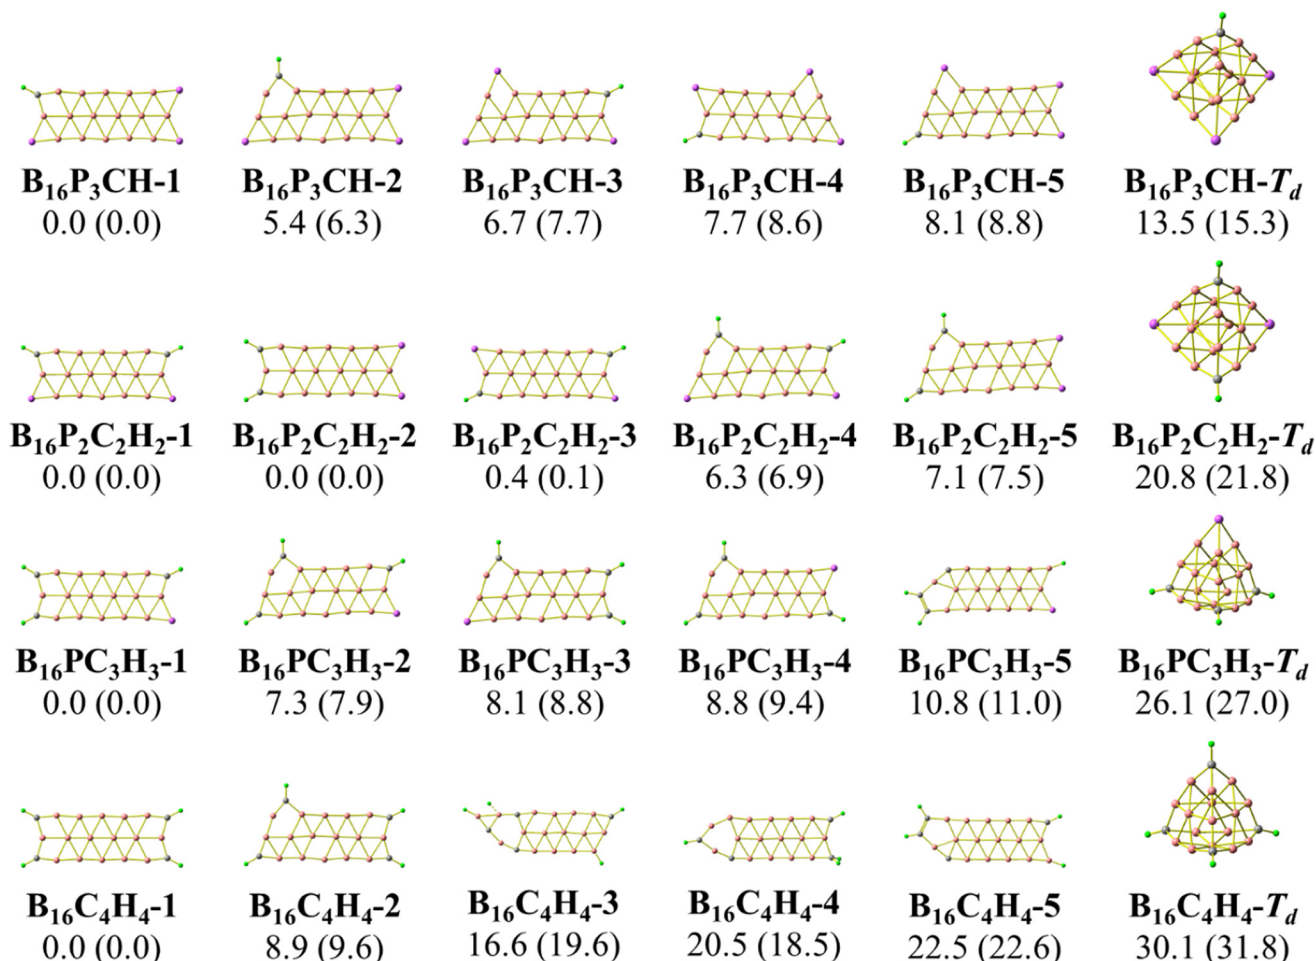 B₁₆P₃CH-1 B₁₆P₃CH-2 B₁₆P₃CH-3 B₁₆P₃CH-4 B₁₆P₃CH-5 B₁₆P₃CH-T_d
0.0 (0.0) 5.4 (6.3) 6.7 (7.7) 7.7 (8.6) 8.1 (8.8) 13.5 (15.3)
B₁₆P₂C₂H₂-1 B₁₆P₂C₂H₂-2 B₁₆P₂C₂H₂-3 B₁₆P₂C₂H₂-4 B₁₆P₂C₂H₂-5 B₁₆P₂C₂H₂-T_d
0.0 (0.0) 0.0 (0.0) 0.4 (0.1) 6.3 (6.9) 7.1 (7.5) 20.8 (21.8)
B₁₆PC₃H₃-1 B₁₆PC₃H₃-2 B₁₆PC₃H₃-3 B₁₆PC₃H₃-4 B₁₆PC₃H₃-5 B₁₆PC₃H₃-T_d
0.0 (0.0) 7.3 (7.9) 8.1 (8.8) 8.8 (9.4) 10.8 (11.0) 26.1 (27.0)
B₁₆C₄H₄-1 B₁₆C₄H₄-2 B₁₆C₄H₄-3 B₁₆C₄H₄-4 B₁₆C₄H₄-5 B₁₆C₄H₄-T_d
0.0 (0.0) 8.9 (9.6) 16.6 (19.6) 20.5 (18.5) 22.5 (22.6) 30.1 (31.8)